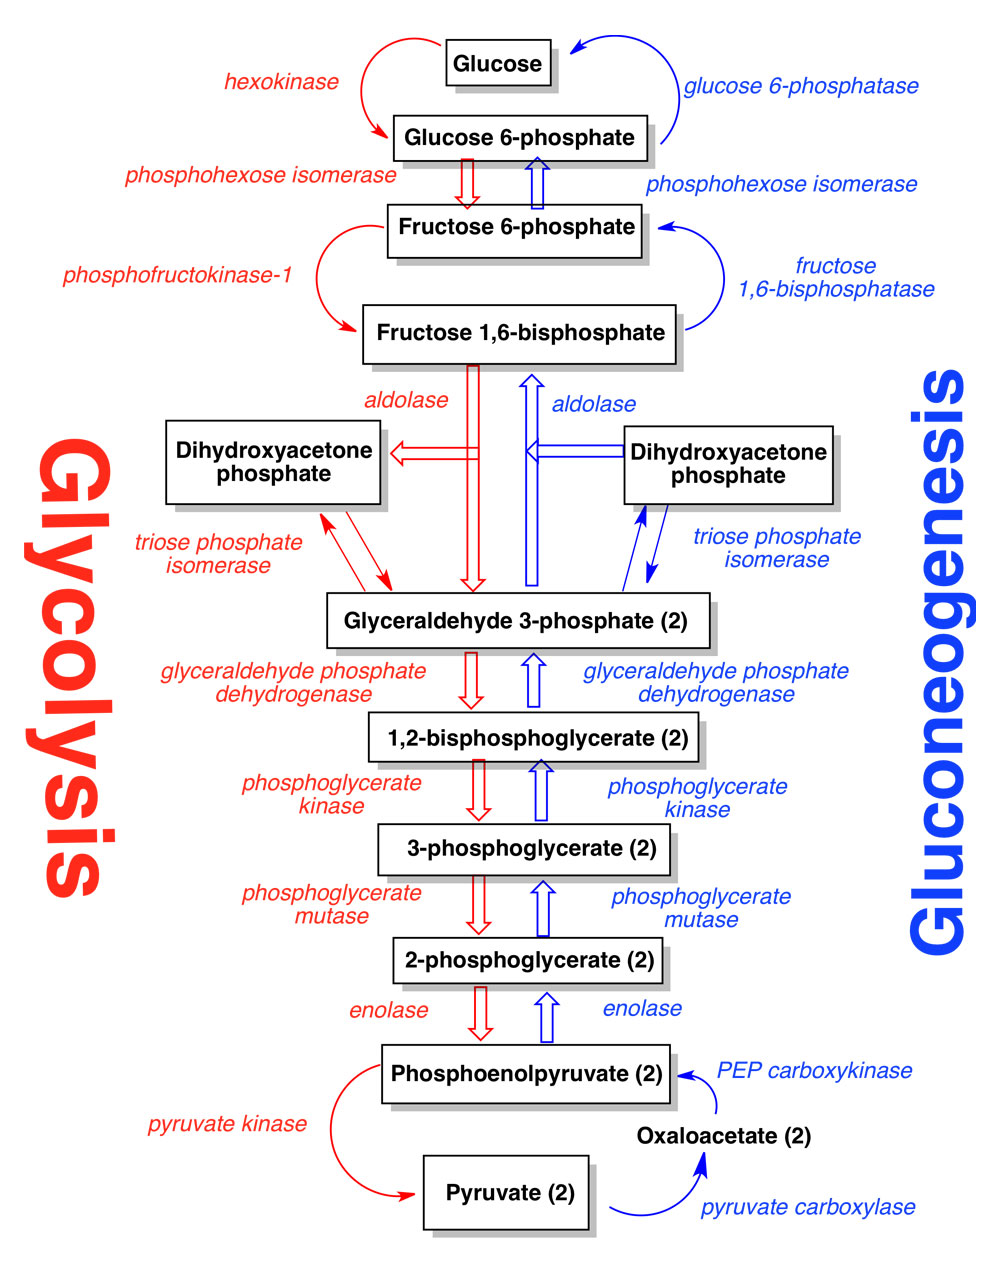 Glucose
hexokinase
glucose 6-phosphatase
Glucose 6-phosphate
phosphohexose isomerase
phosphohexose isomerase
Fructose 6-phosphate
phosphofructokinase-1
fructose
1,6-bisphosphatase
Fructose 1,6-bisphosphate
aldolase
aldolase
Dihydroxyacetone
phosphate
Dihydroxyacetone
phosphate
triose phosphate
isomerase
triose phosphate
isomerase
Glycolysis
Gluconeogenesis
Glyceraldehyde 3-phosphate (2)
glyceraldehyde phosphate
dehydrogenase
glyceraldehyde phosphate
dehydrogenase
1,2-bisphosphoglycerate (2)
phosphoglycerate
kinase
phosphoglycerate
kinase
3-phosphoglycerate (2)
phosphoglycerate
mutase
phosphoglycerate
mutase
2-phosphoglycerate (2)
enolase
enolase
Phosphoenolpyruvate (2)
PEP carboxykinase
pyruvate kinase
Oxaloacetate (2)
Pyruvate (2)
pyruvate carboxylase